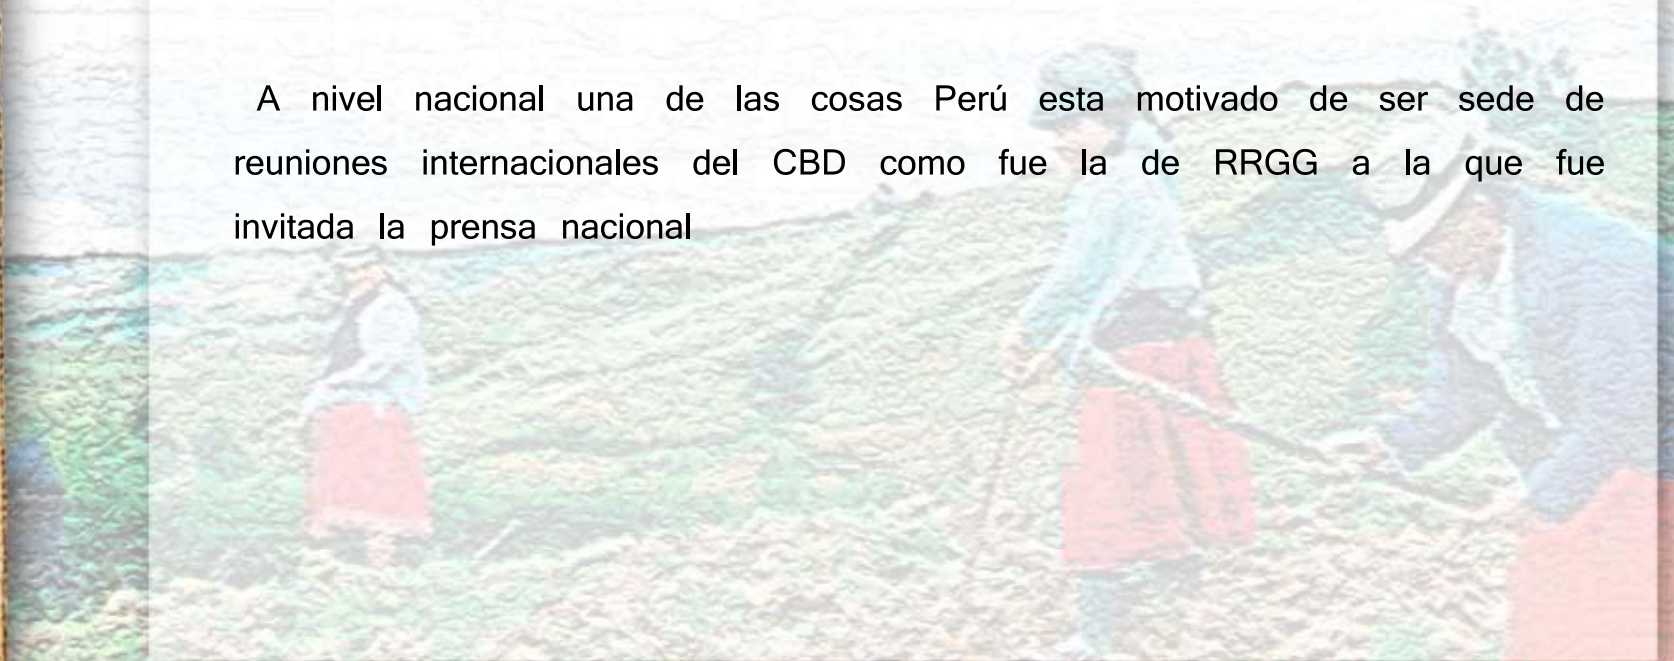 A nivel nacional una de las cosas Perú esta motivado de ser sede de
reuniones internacionales del CBD como fue la de RRGG a la que fue
invitada la prensa nacional